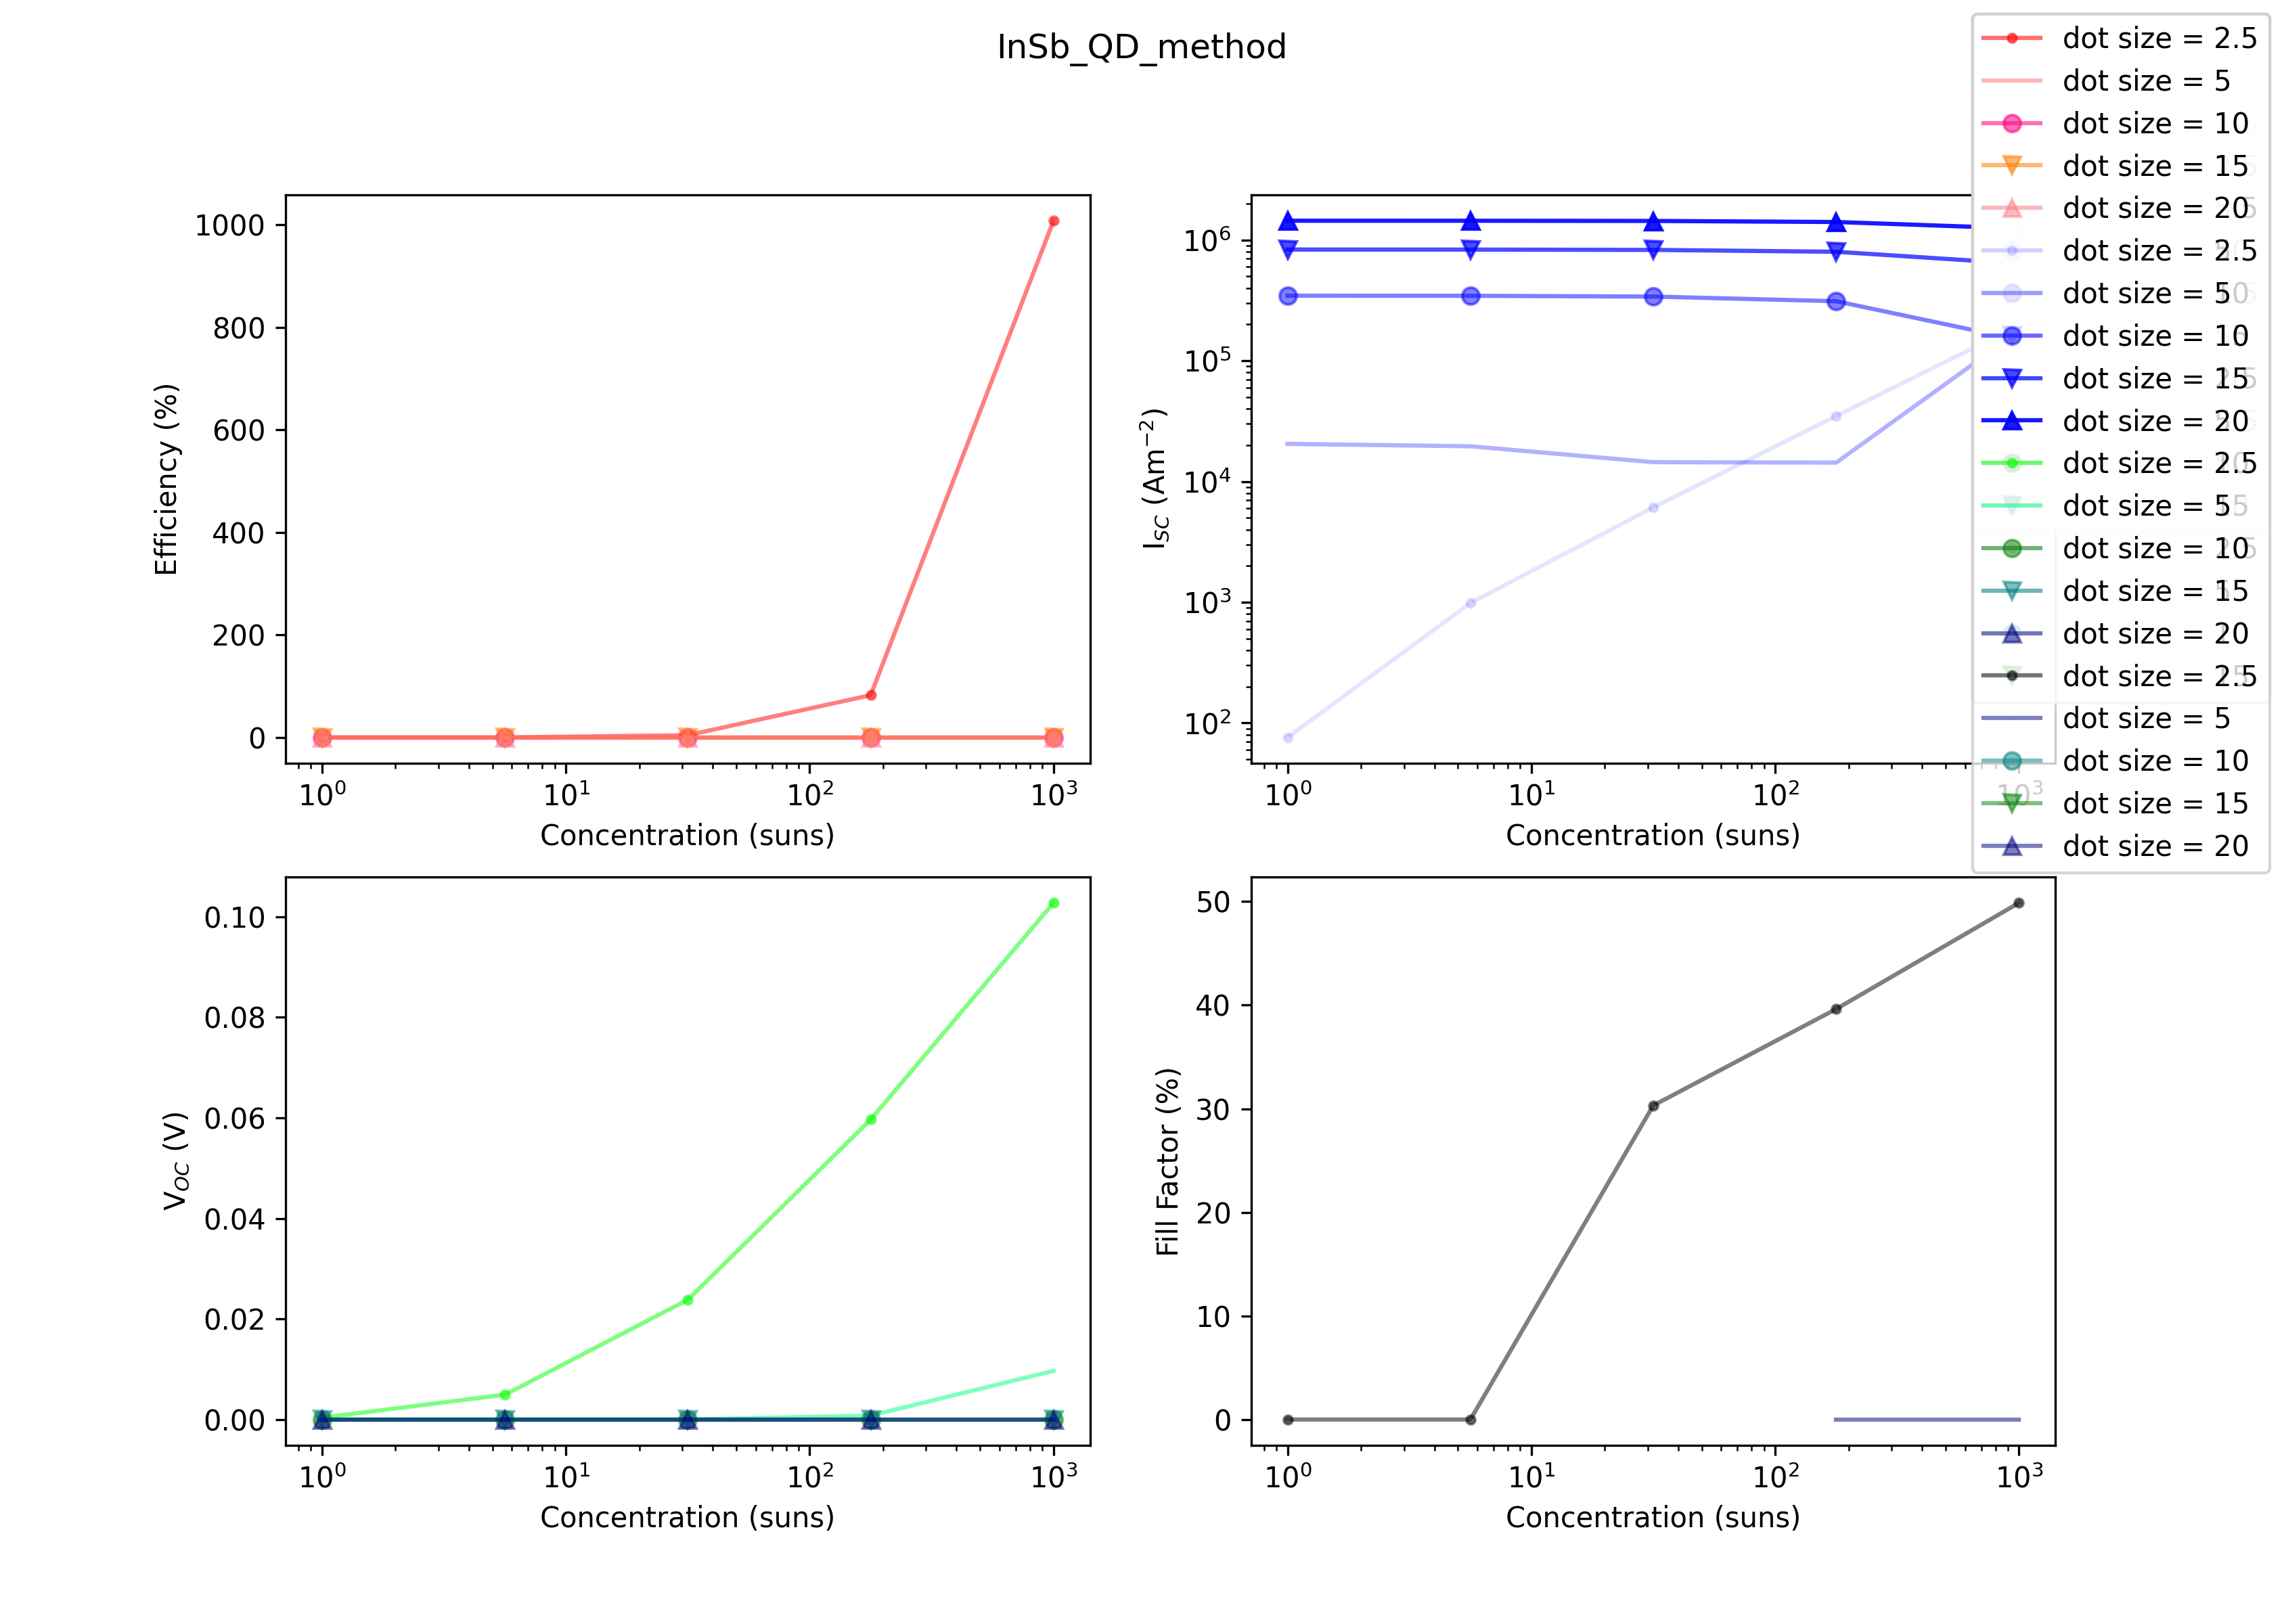 InSb_QD_method
dot size = 2.5
dot size = 5
dot size = 10
dot size = 15
dot size = 20
dot size = 2.5
dot size = 5
dot size = 10
dot size = 15
dot size = 20
dot size = 2.5
dot size = 5
dot size = 10
dot size = 15
dot size = 20
dot size = 2.5
dot size = 5
dot size = 10
dot size = 15
dot size = 20
Efficiency (%)
1000
800
600
400
200
0
10⁰ 10¹ 10² 10³
Concentration (suns)
I_SC (Am⁻²)
10⁶
10⁵
10⁴
10³
10²
10⁰ 10¹ 10² 10³
Concentration (suns)
V_OC (V)
0.10
0.08
0.06
0.04
0.02
0.00
10⁰ 10¹ 10² 10³
Concentration (suns)
Fill Factor (%)
50
40
30
20
10
0
10⁰ 10¹ 10² 10³
Concentration (suns)